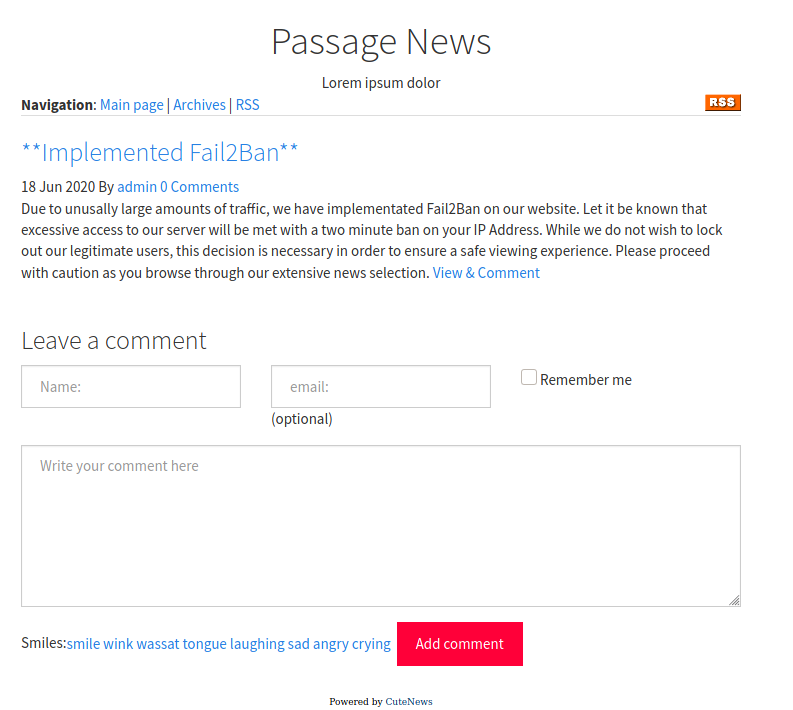 Passage News
Lorem ipsum dolor
Navigation: Main page | Archives | RSS
RSS
**Implemented Fail2Ban**
18 Jun 2020 By admin 0 Comments
Due to unusally large amounts of traffic, we have implementated Fail2Ban on our website. Let it be known that
excessive access to our server will be met with a two minute ban on your IP Address. While we do not wish to lock
out our legitimate users, this decision is necessary in order to ensure a safe viewing experience. Please proceed
with caution as you browse through our extensive news selection. View & Comment
Leave a comment
Name:
email:
Remember me
(optional)
Write your comment here
Smiles:smile wink wassat tongue laughing sad angry crying
Add comment
Powered by CuteNews